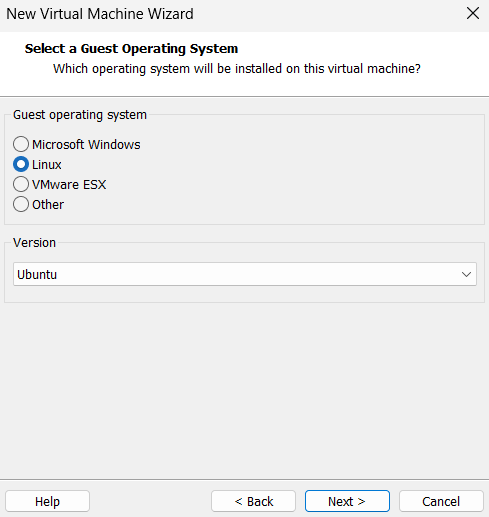 New Virtual Machine Wizard
Select a Guest Operating System
Which operating system will be installed on this virtual machine?
Guest operating system
Microsoft Windows
Linux
VMware ESX
Other
Version
Ubuntu
Help
< Back
Next >
Cancel